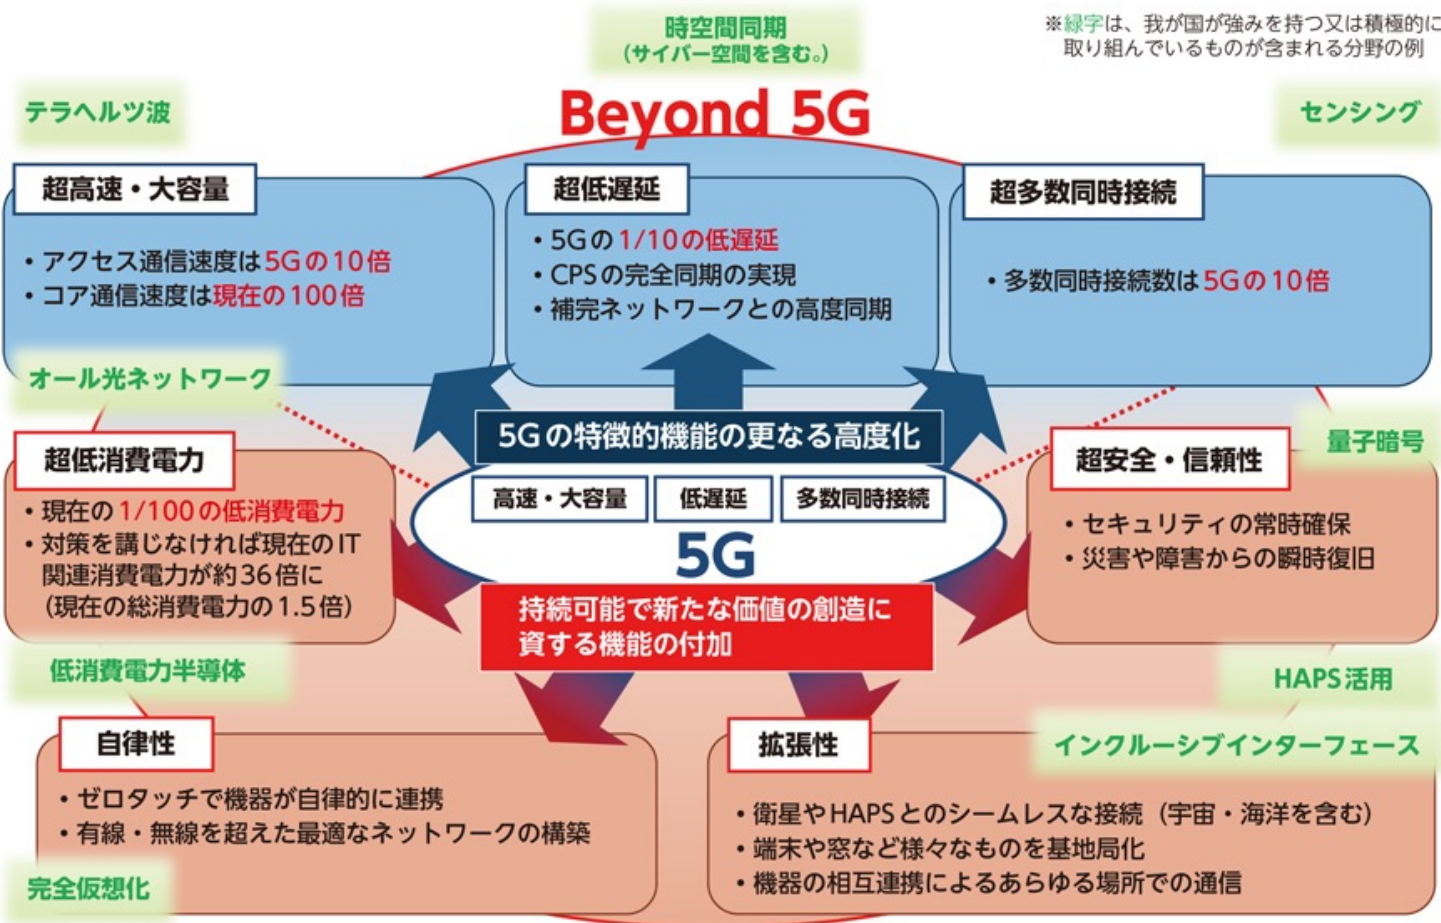 時空間同期
(サイバー空間を含む。)
※緑字は、我が国が強みを持つ又は積極的に
取り組んでいるものが含まれる分野の例
テラヘルツ波
Beyond 5G
センシング
超高速・大容量
・アクセス通信速度は5Gの10倍
・コア通信速度は現在の100倍
超低遅延
・5Gの1/10の低遅延
・CPSの完全同期の実現
・補完ネットワークとの高度同期
超多数同時接続
・多数同時接続数は5Gの10倍
オール光ネットワーク
5Gの特徴的機能の更なる高度化
量子暗号
超低消費電力
・現在の1/100の低消費電力
・対策を講じなければ現在のIT
関連消費電力が約36倍に
(現在の総消費電力の1.5倍)
高速・大容量
低遅延
多数同時接続
5G
超安全・信頼性
・セキュリティの常時確保
・災害や障害からの瞬時復旧
持続可能で新たな価値の創造に
資する機能の付加
低消費電力半導体
HAPS活用
自律性
・ゼロタッチで機器が自律的に連携
・有線・無線を超えた最適なネットワークの構築
拡張性
インクルーシブインターフェース
・衛星やHAPSとのシームレスな接続(宇宙・海洋を含む)
・端末や窓など様々なものを基地局化
・機器の相互連携によるあらゆる場所での通信
完全仮想化